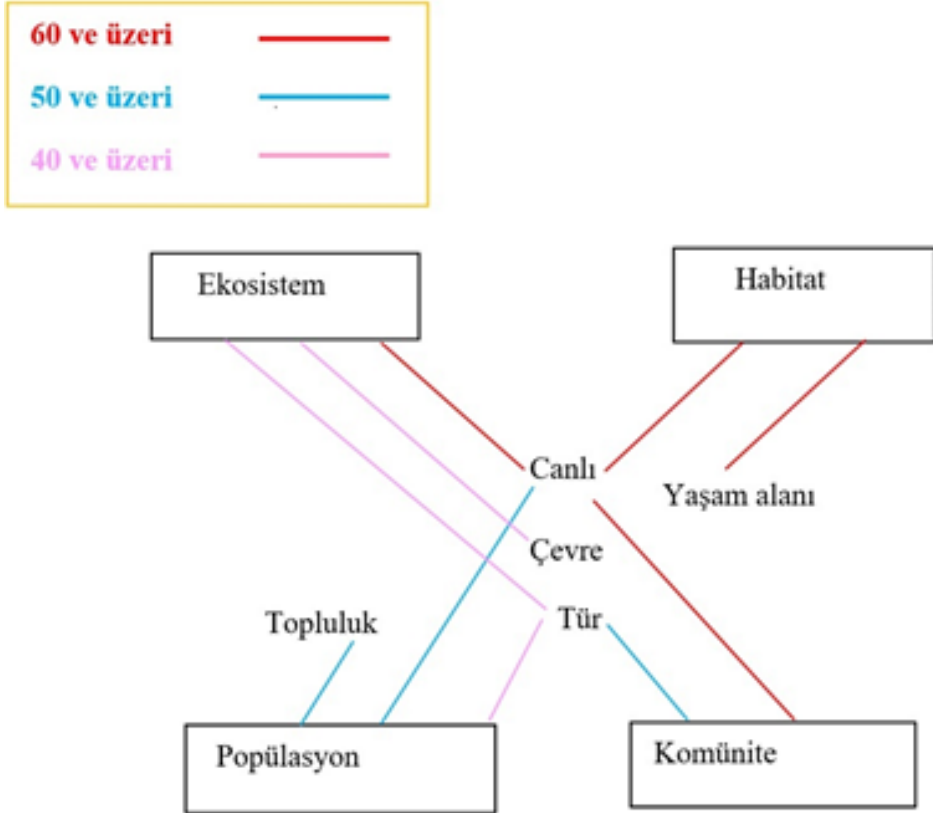 60 ve üzeri
50 ve üzeri
40 ve üzeri
Ekosistem
Habitat
Canlı
Yaşam alanı
Çevre
Topluluk
Tür
Popülasyon
Komünite